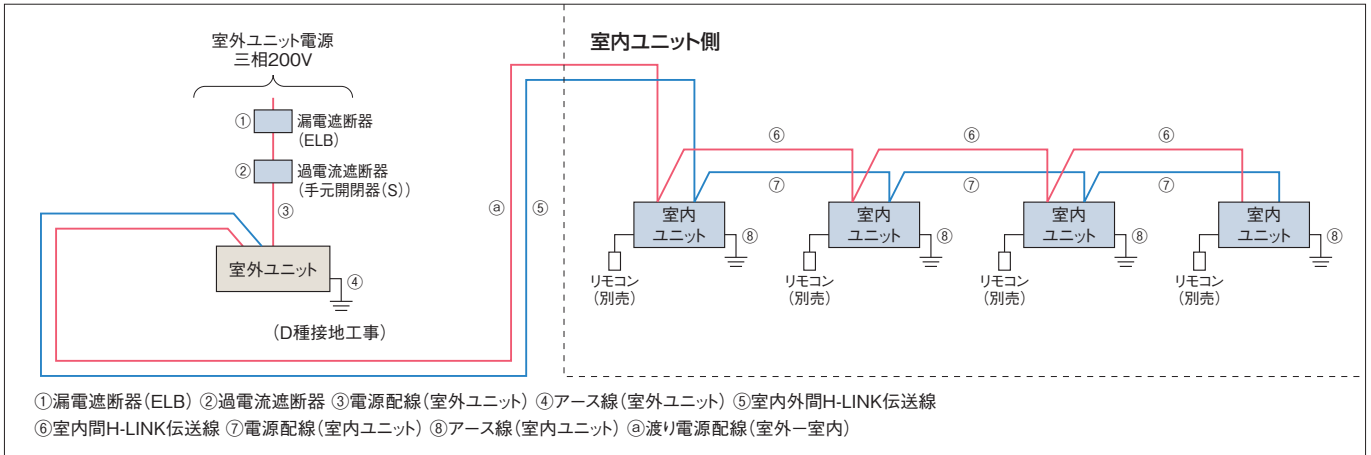 室外ユニット電源
三相200V
① 漏電遮断器
(ELB)
② 過電流遮断器
(手元開閉器(S))
③
室外ユニット
④
(D種接地工事)
ⓐ
⑤
室内ユニット側
⑥ ⑥ ⑥
⑦ ⑦ ⑦
室内
ユニット
⑧
リモコン
(別売)
室内
ユニット
⑧
リモコン
(別売)
室内
ユニット
⑧
リモコン
(別売)
室内
ユニット
⑧
リモコン
(別売)
①漏電遮断器(ELB) ②過電流遮断器 ③電源配線(室外ユニット) ④アース線(室外ユニット) ⑤室内外間H-LINK伝送線
⑥室内間H-LINK伝送線 ⑦電源配線(室内ユニット) ⑧アース線(室内ユニット) ⓐ渡り電源配線(室外ー室内)